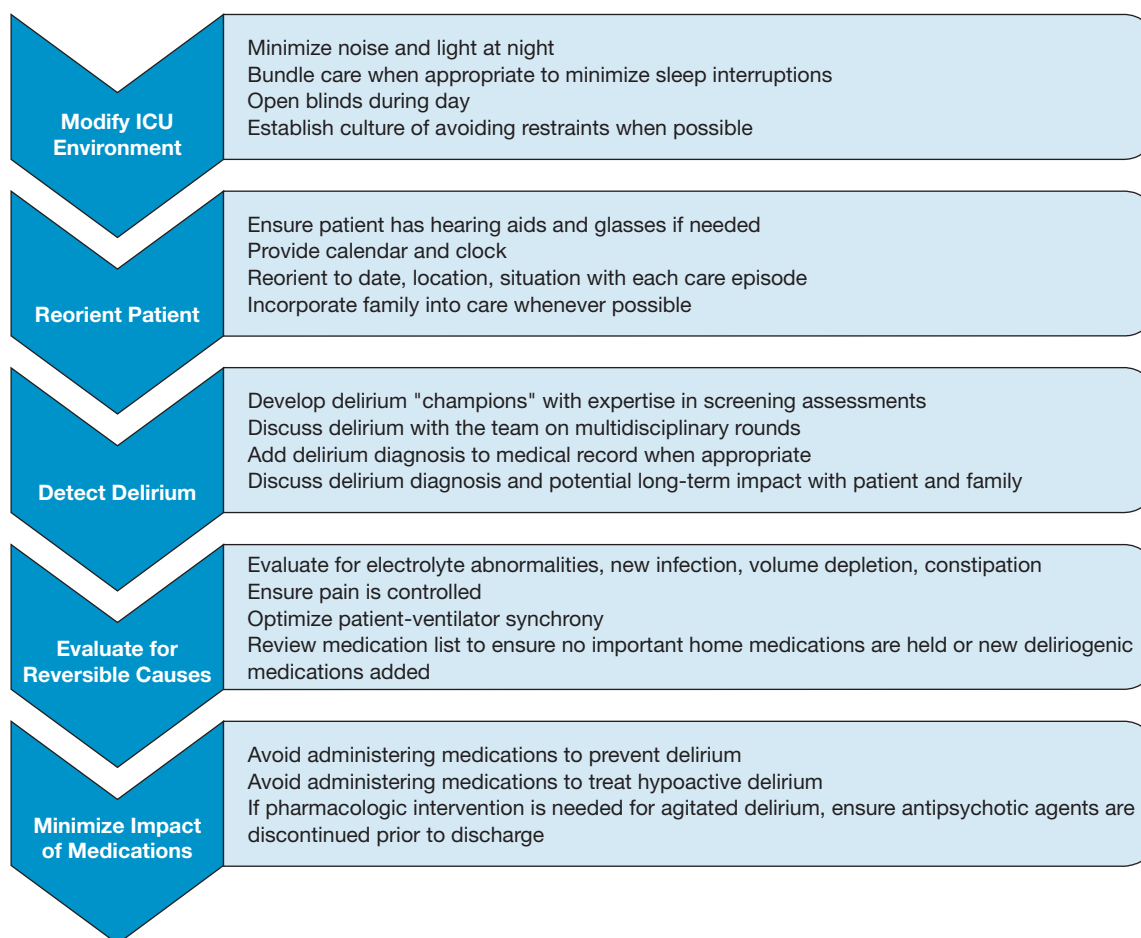 Modify ICU
Environment
Minimize noise and light at night
Bundle care when appropriate to minimize sleep interruptions
Open blinds during day
Establish culture of avoiding restraints when possible
Reorient Patient
Ensure patient has hearing aids and glasses if needed
Provide calendar and clock
Reorient to date, location, situation with each care episode
Incorporate family into care whenever possible
Detect Delirium
Develop delirium "champions" with expertise in screening assessments
Discuss delirium with the team on multidisciplinary rounds
Add delirium diagnosis to medical record when appropriate
Discuss delirium diagnosis and potential long-term impact with patient and family
Evaluate for
Reversible Causes
Evaluate for electrolyte abnormalities, new infection, volume depletion, constipation
Ensure pain is controlled
Optimize patient-ventilator synchrony
Review medication list to ensure no important home medications are held or new deliriogenic
medications added
Minimize Impact
of Medications
Avoid administering medications to prevent delirium
Avoid administering medications to treat hypoactive delirium
If pharmacologic intervention is needed for agitated delirium, ensure antipsychotic agents are
discontinued prior to discharge